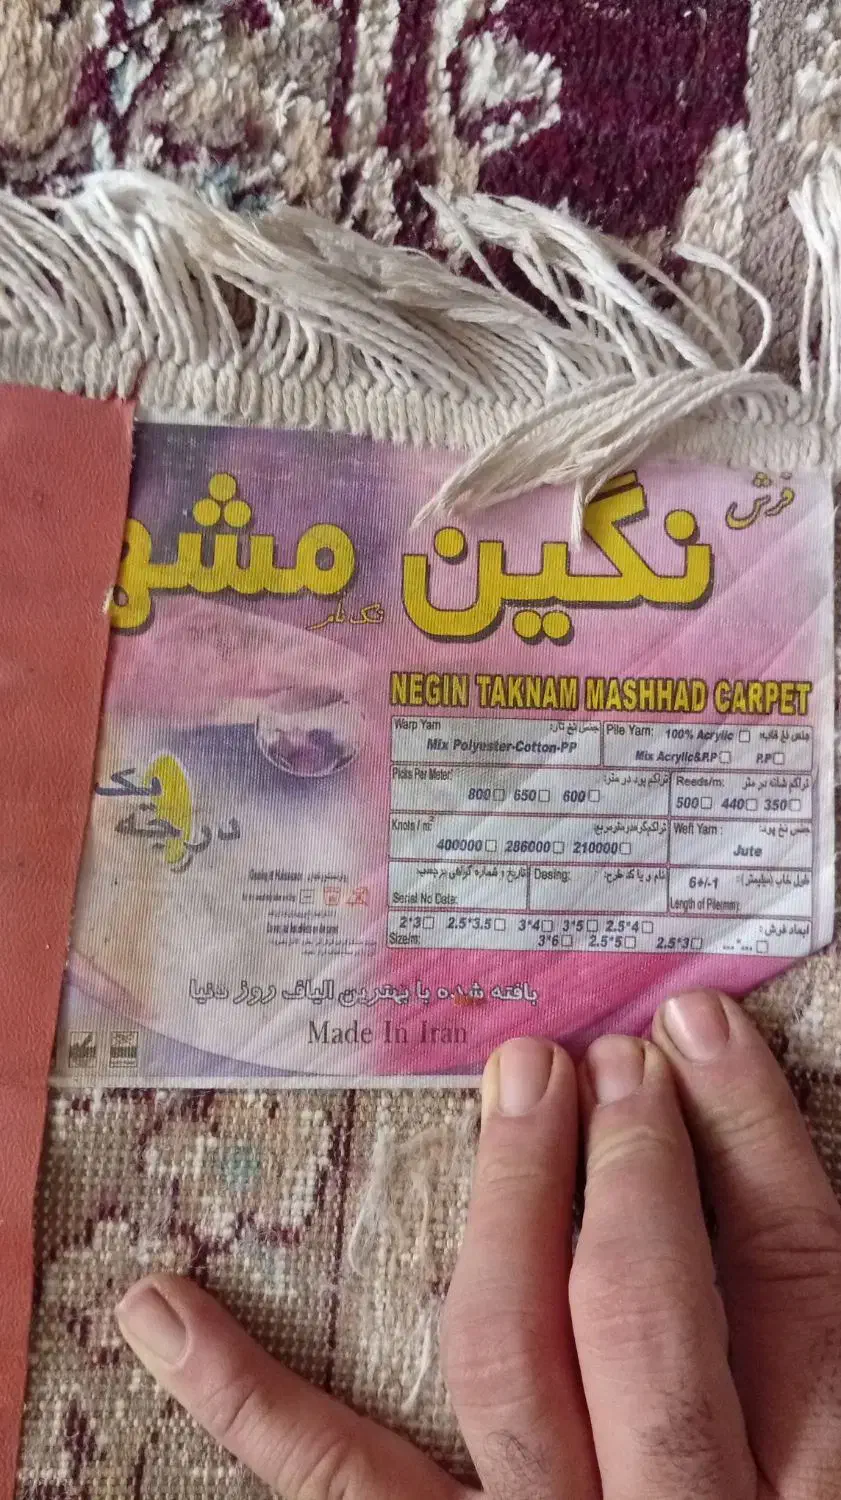 فرش
نگین مشه
تک نام
NEGIN TAKNAM MASHHAD CARPET
Warp Yarn جنس نخ تار:
Mix Polyester-Cotton-PP
Pile Yarn: 100% Acrylic جنس نخ خاب:
Mix Acrylic&P.P P.P
Picks Per Meter: تراکم پود در متر:
800 650 600
Reeds/m: تراکم شانه در متر
500 440 350
Knots / m² تراکم گره در متر مربع:
400000 286000 210000
Weft Yarn : جنس نخ پود:
Jute
تاریخ و شماره گواهی برچسب:
Serial No Date:
Desing: نام و یا کد طرح:
طول خاب (میلیمتر):
6+/-1
Length of Pile(mm):
ابعاد فرش:
2*3 2.5*3.5 3*4 3*5 2.5*4
Size/m: 3*6 2.5*5 2.5*3 ...*...
درجه یک
بافته شده با بهترین الیاف روز دنیا
Made In Iran